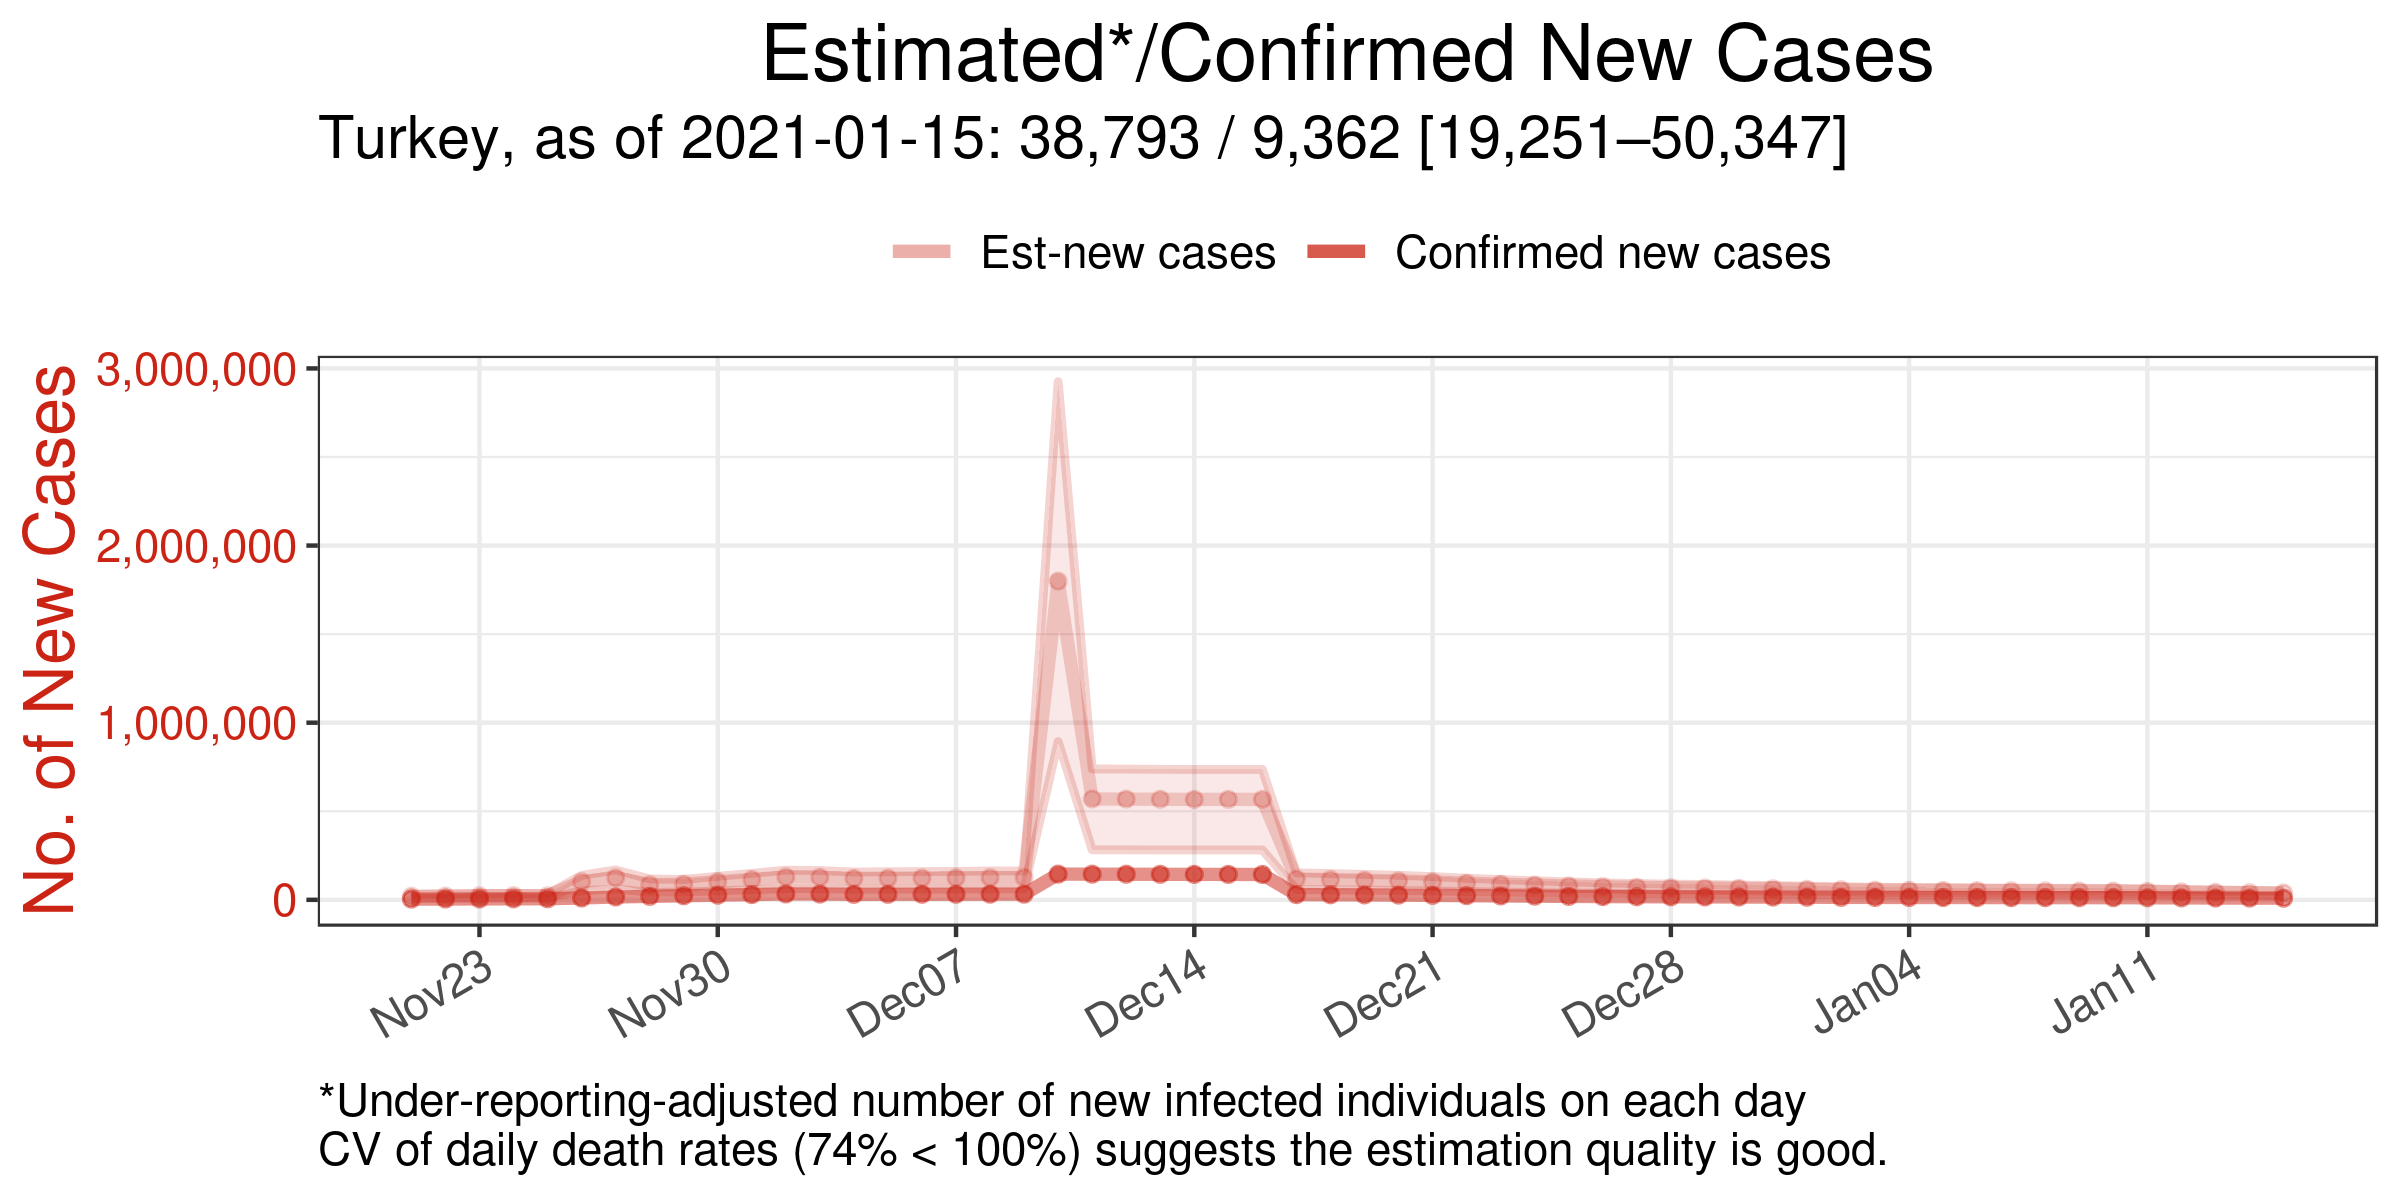 Estimated*/Confirmed New Cases
Turkey, as of 2021-01-15: 38,793 / 9,362 [19,251–50,347]
Est-new cases Confirmed new cases
No. of New Cases
3,000,000
2,000,000
1,000,000
0
Nov23 Nov30 Dec07 Dec14 Dec21 Dec28 Jan04 Jan11
*Under-reporting-adjusted number of new infected individuals on each day
CV of daily death rates (74% < 100%) suggests the estimation quality is good.